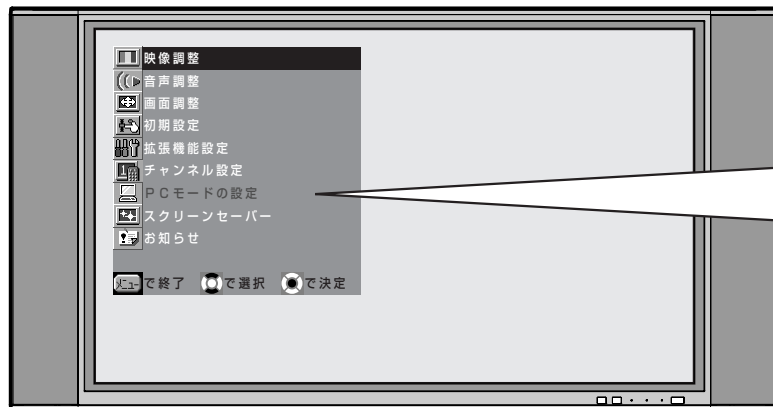 映像調整
音声調整
画面調整
初期設定
拡張機能設定
チャンネル設定
PCモードの設定
スクリーンセーバー
お知らせ
メニューで終了 で選択 で決定